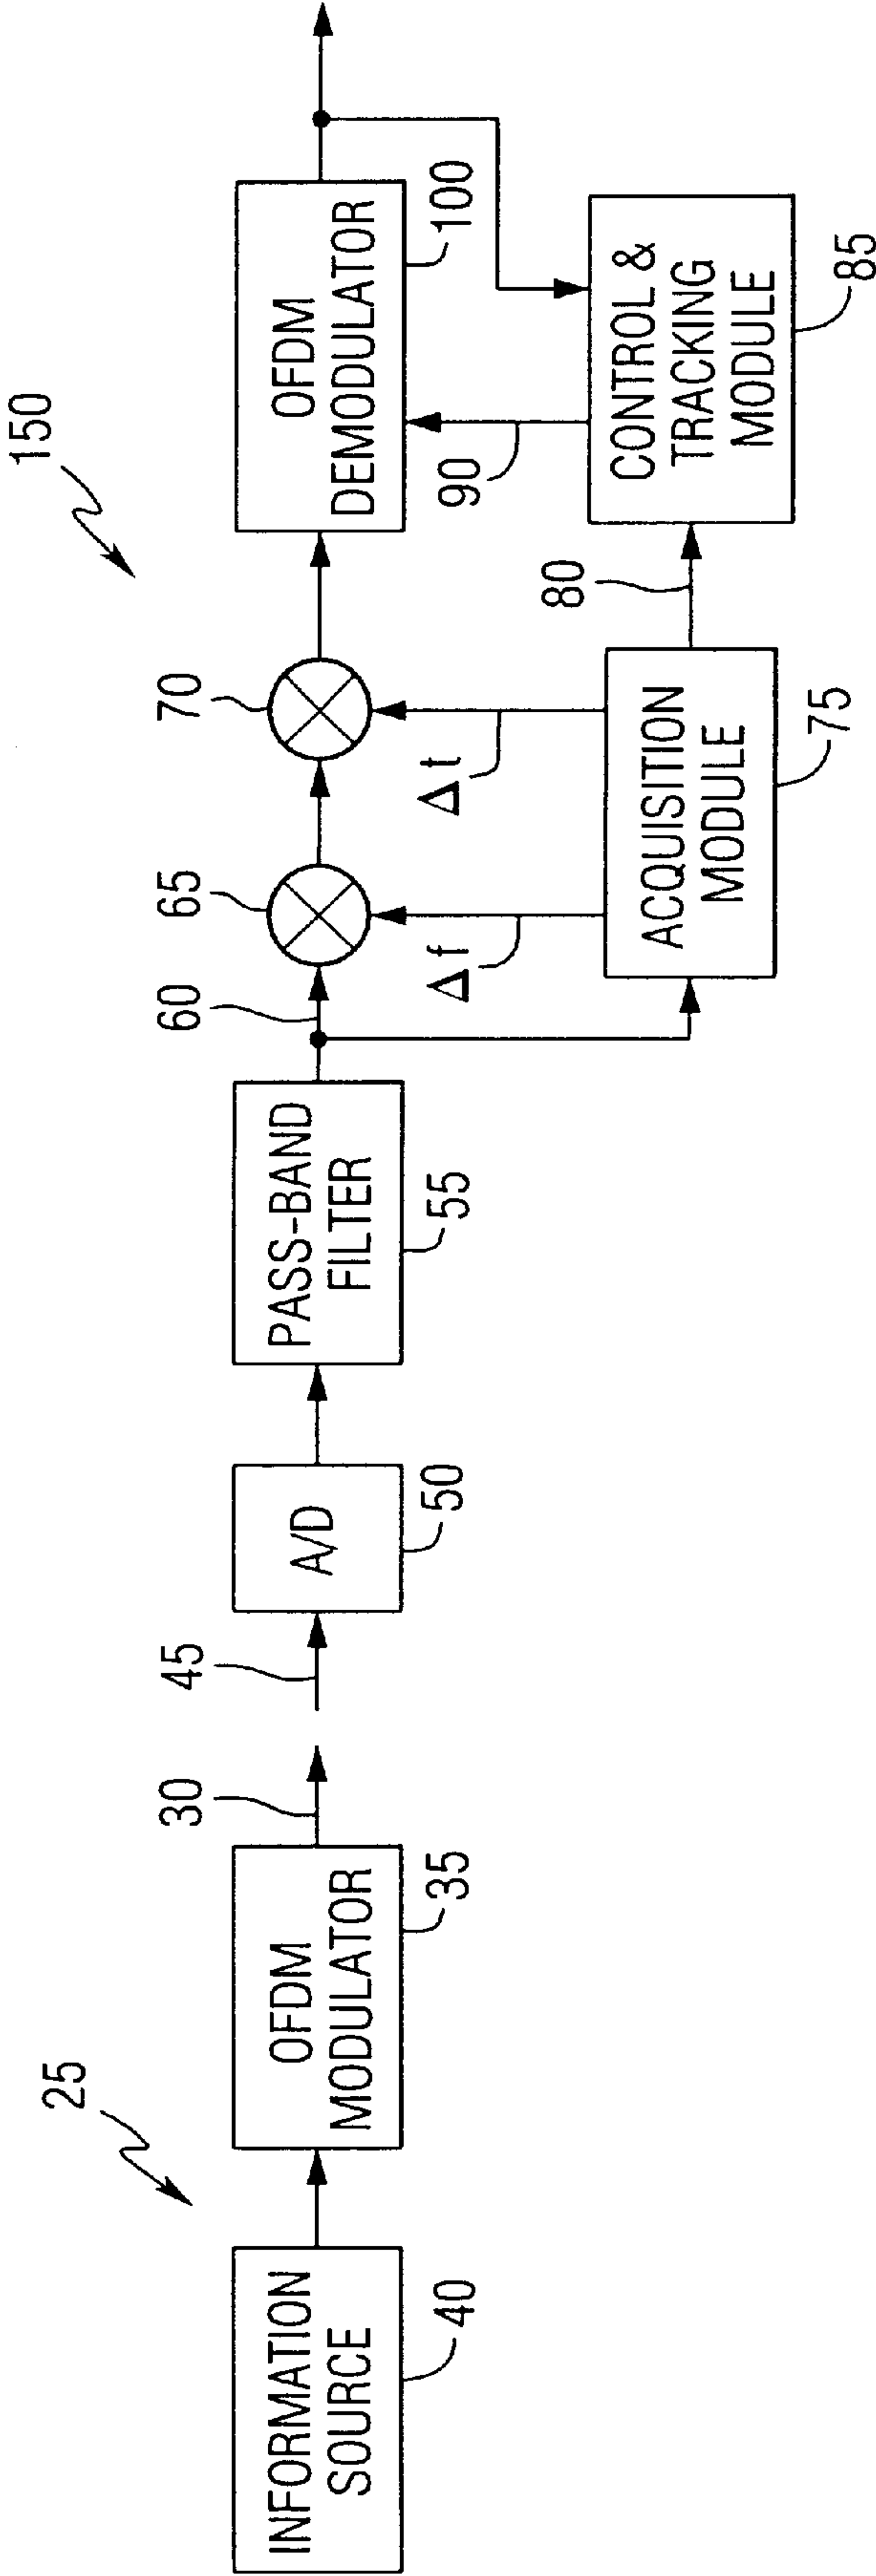 25
INFORMATION
SOURCE
40
OFDM
MODULATOR
35
30
45
A/D
50
PASS-BAND
FILTER
55
60
65
70
Δf
Δt
ACQUISITION
MODULE
75
80
150
OFDM
DEMODULATOR
100
90
CONTROL &
TRACKING
MODULE
85